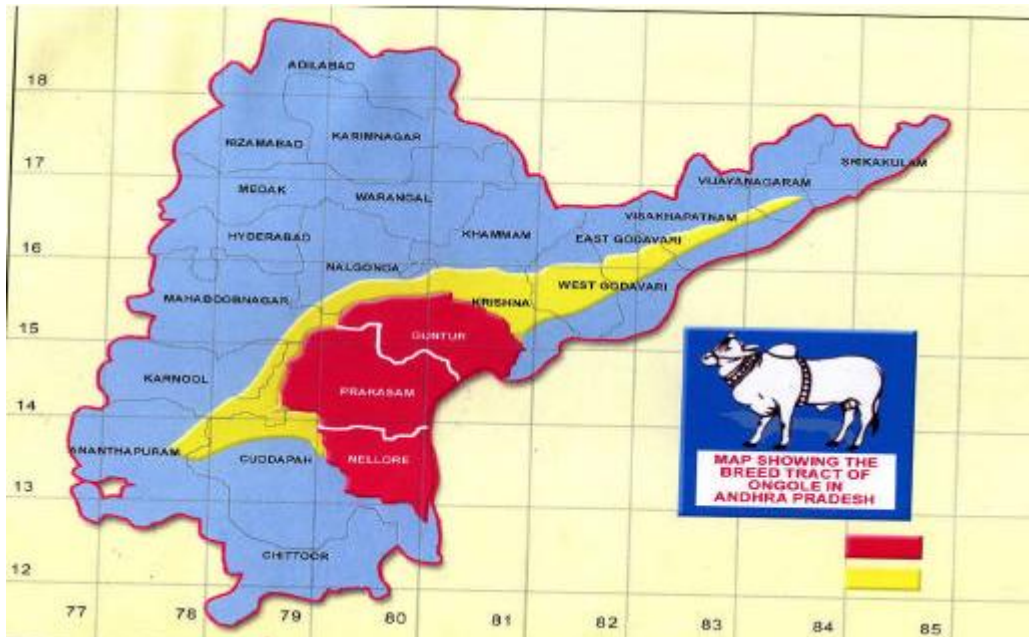 ADILABAD
18
NIZAMABAD
KARIMNAGAR
17
SRIKAKULAM
VIJAYANAGARAM
MEDAK
WARANGAL
VISAKHAPATNAM
HYDERABAD
KHAMMAM
EAST GODAVARI
16
NALGONDA
WEST GODAVARI
MAHABOOBNAGAR
KRISHNA
15
GUNTUR
KARNOOL
PRAKASAM
14
ANANTHAPURAM
CUDDAPAH
NELLORE
MAP SHOWING THE
BREED TRACT OF
ONGOLE IN
ANDHRA PRADESH
13
CHITTOOR
12
77 78 79 80 81 82 83 84 85